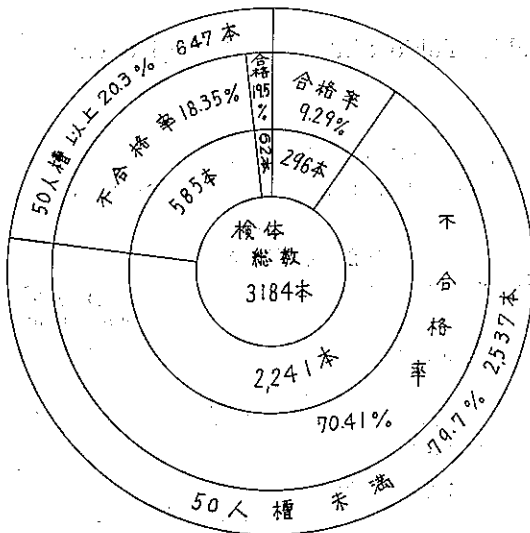 50人槽 以上 20.3% 647本
不合格率18.35%
585本
合格
1.95%
62本
合格率
9.29%
296本
検体
総数
3184本
不合格率
70.41%
2,241本
50人槽未満 79.7% 2,537本